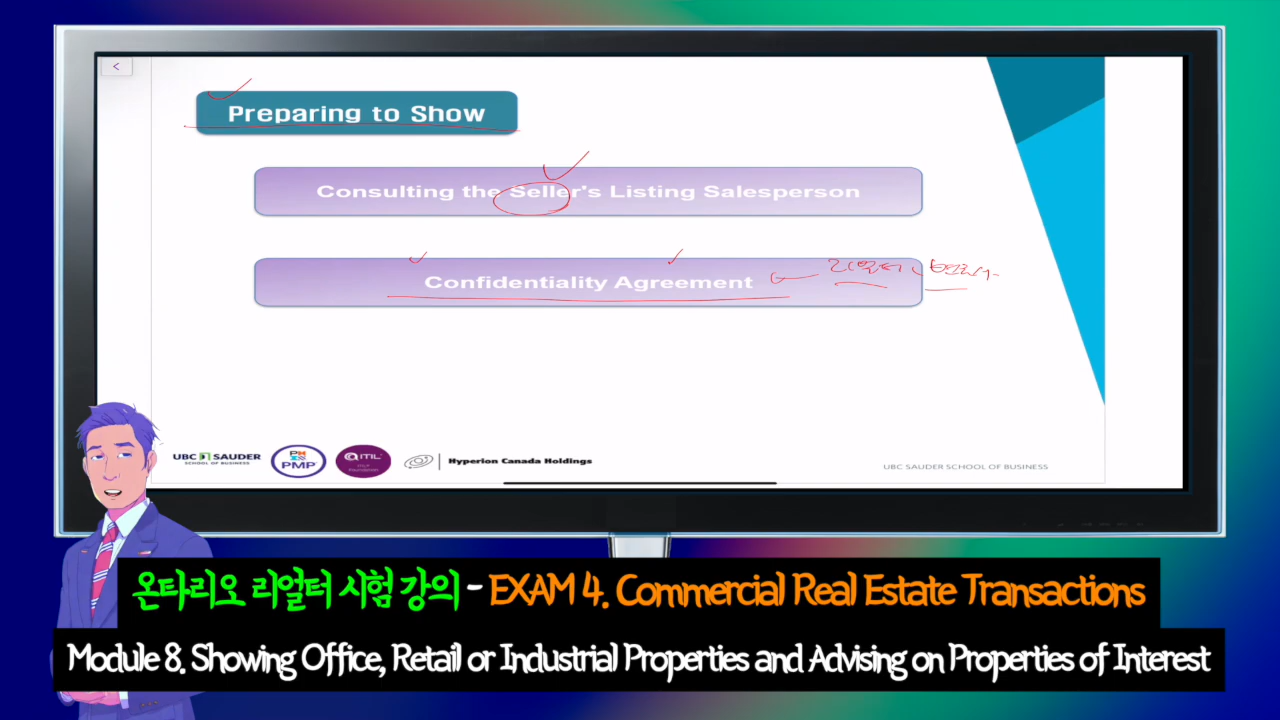 <
Preparing to Show
Consulting the Seller's Listing Salesperson
Confidentiality Agreement
UBC SAUDER
SCHOOL OF BUSINESS
PMP
ITIL
Hyperion Canada Holdings
UBC SAUDER SCHOOL OF BUSINESS
온타리오 리얼터 시험 강의 - EXAM 4. Commercial Real Estate Transactions
Module 8. Showing Office, Retail or Industrial Properties and Advising on Properties of Interest